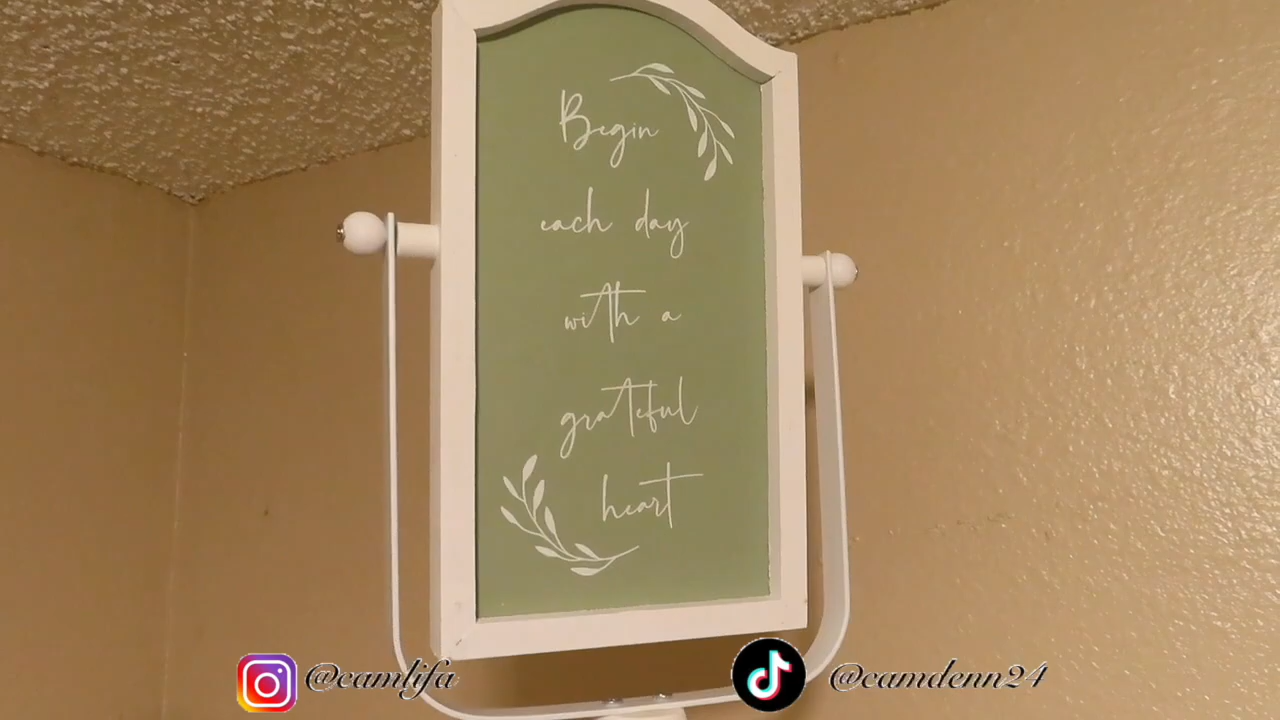 Begin
each day
with a
grateful
heart
@camlifa
@camdenn24